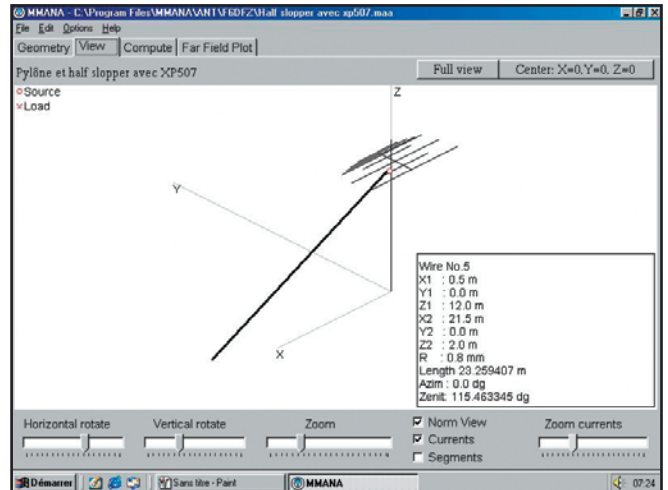 MMANA - C:\Program Files\MMANA\ANT\F6DFZ\Half slopper avec xp507.maa
File Edit Options Help
Geometry View Compute Far Field Plot
Pylône et half slopper avec XP507 Full view Center: X=0,Y=0, Z=0
Source
Load
Z
Y
X
Wire No.5
X1 : 0.5 m
Y1 : 0.0 m
Z1 : 12.0 m
X2 : 21.5 m
Y2 : 0.0 m
Z2 : 2.0 m
R : 0.8 mm
Length 23.259407 m
Azim : 0.0 dg
Zenit: 115.463345 dg
Horizontal rotate Vertical rotate Zoom Norm View Zoom currents
Currents
Segments
Démarrer Sans titre - Paint MMANA 07:24